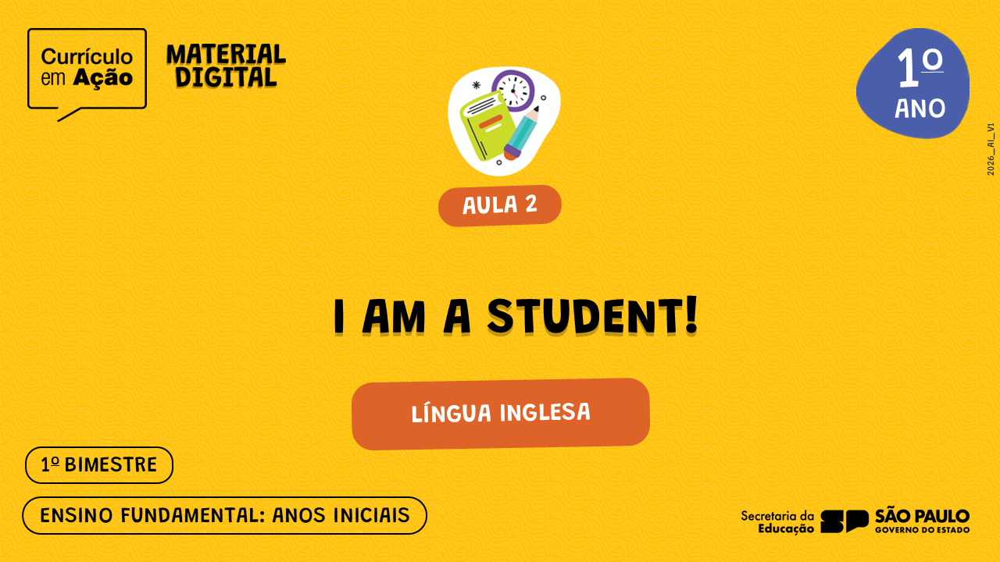 Currículo
em Ação
MATERIAL
DIGITAL
1º
ANO
2026_AI_V1
AULA 2
I AM A STUDENT!
LÍNGUA INGLESA
1º BIMESTRE
ENSINO FUNDAMENTAL: ANOS INICIAIS
Secretaria da
Educação
SP
SÃO PAULO
GOVERNO DO ESTADO